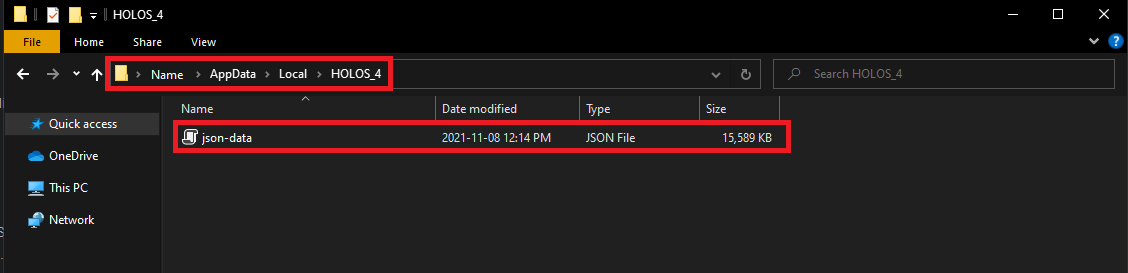 HOLOS_4
File Home Share View
Name AppData Local HOLOS_4 Search HOLOS_4
Name Date modified Type Size
Quick access
json-data 2021-11-08 12:14 PM JSON File 15,589 KB
OneDrive
This PC
Network